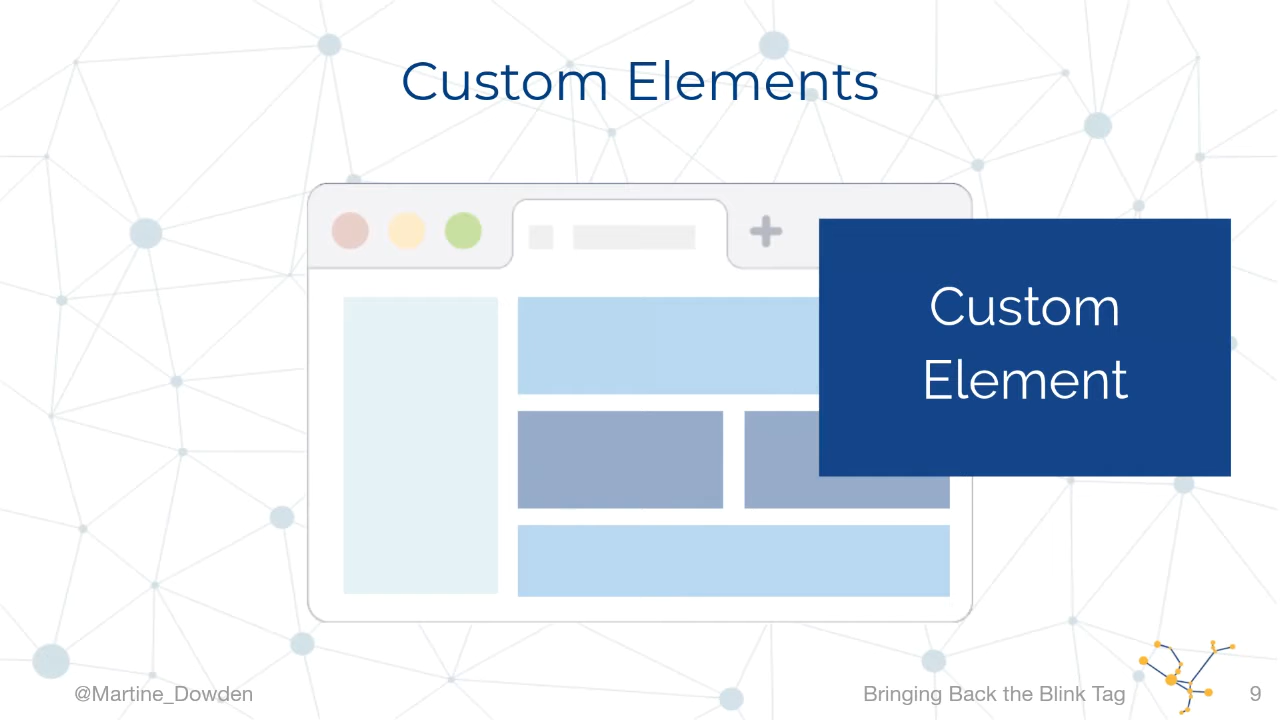 Custom Elements
Custom
Element
@Martine_Dowden
Bringing Back the Blink Tag
9